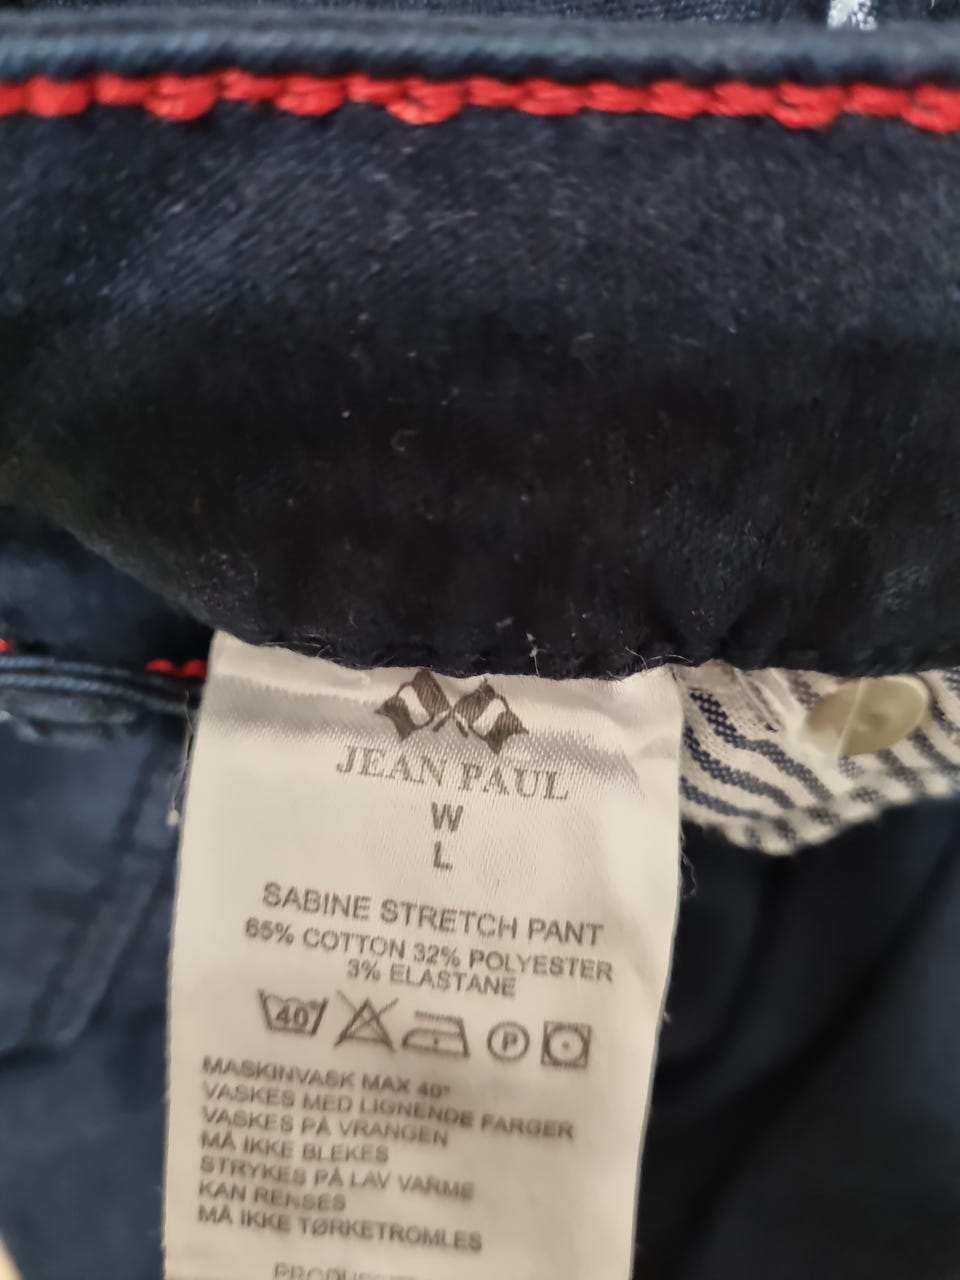 JEAN PAUL
W
L
SABINE STRETCH PANT
65% COTTON 32% POLYESTER
3% ELASTANE
40 P
MASKINVASK MAX 40°
VASKES MED LIGNENDE FARGER
VASKES PÅ VRANGEN
MÅ IKKE BLEKES
STRYKES PÅ LAV VARME
KAN RENSES
MÅ IKKE TØRKETROMLES